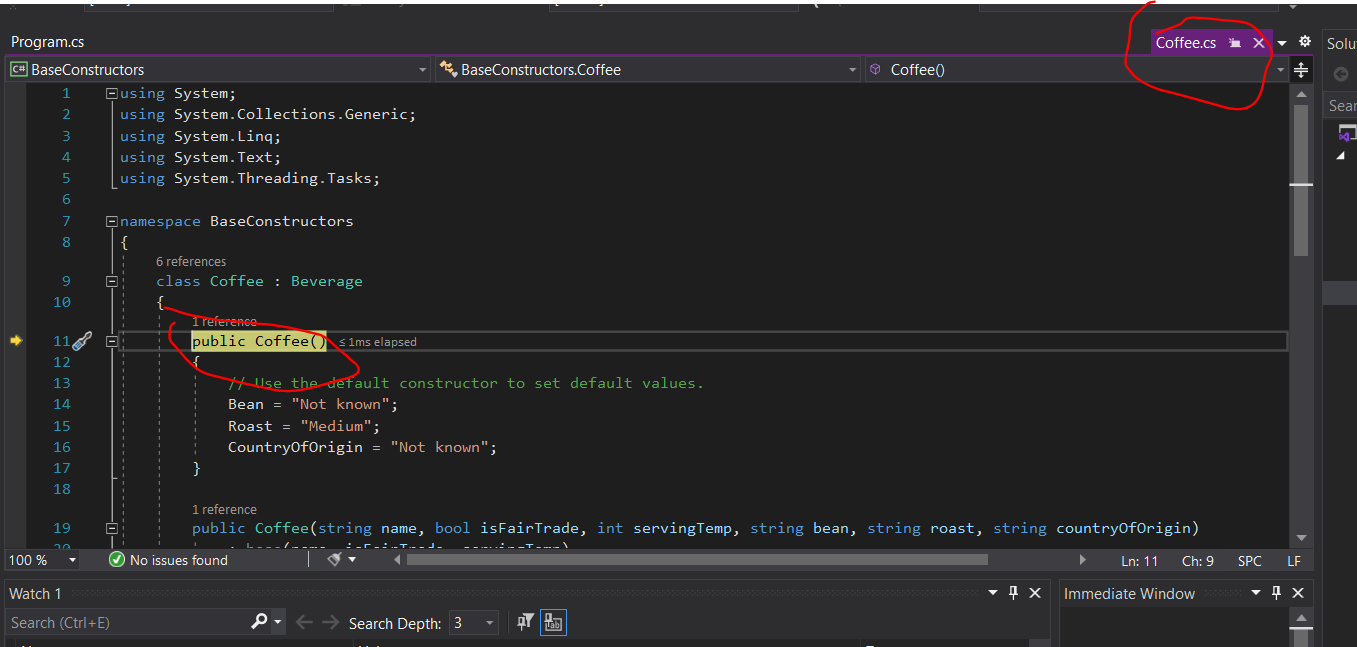 Program.cs
Coffee.cs
Solu
BaseConstructors
BaseConstructors.Coffee
Coffee()
Sear
1 using System;
2 using System.Collections.Generic;
3 using System.Linq;
4 using System.Text;
5 using System.Threading.Tasks;
6
7 namespace BaseConstructors
8 {
6 references
9 class Coffee : Beverage
10 {
1 reference
11 public Coffee() ≤ 1ms elapsed
12 {
13 // Use the default constructor to set default values.
14 Bean = "Not known";
15 Roast = "Medium";
16 CountryOfOrigin = "Not known";
17 }
18
1 reference
19 public Coffee(string name, bool isFairTrade, int servingTemp, string bean, string roast, string countryOfOrigin)
20 : base(name, isFairTrade, servingTemp)
100 % No issues found Ln: 11 Ch: 9 SPC LF
Watch 1
Immediate Window
Search (Ctrl+E) Search Depth: 3